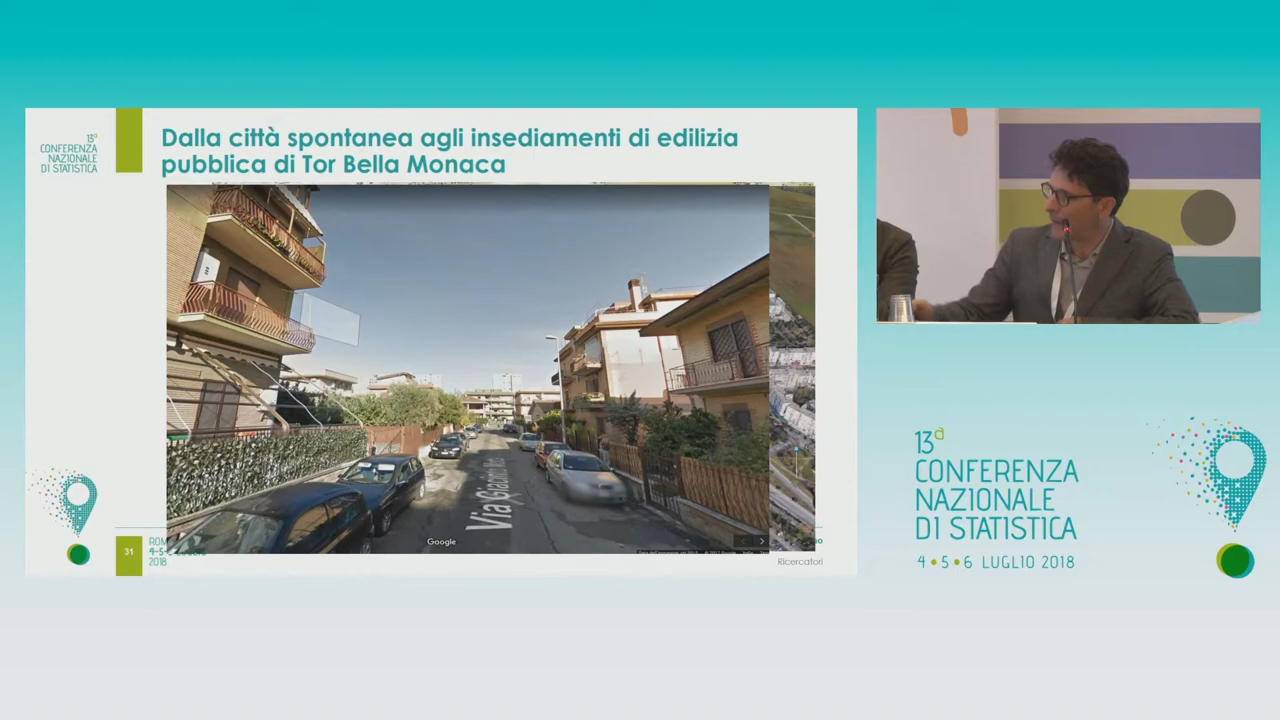 13ª
CONFERENZA
NAZIONALE
DI STATISTICA
Dalla città spontanea agli insediamenti di edilizia
pubblica di Tor Bella Monaca
Google
31
2018
Ricercatori
13ª
CONFERENZA
NAZIONALE
DI STATISTICA
4 • 5 • 6 LUGLIO 2018